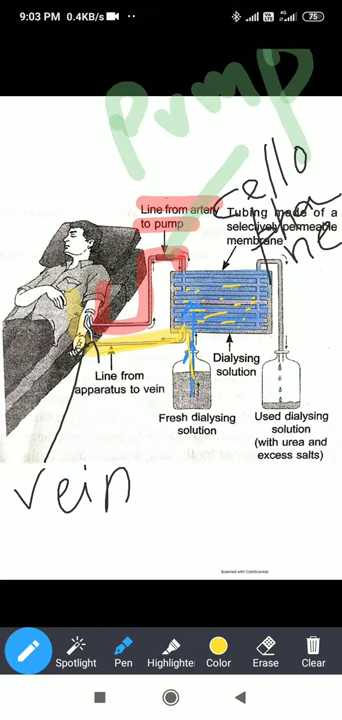 9:03 PM 0.4KB/s
4G
75
pump
Line from artery
to pump
cello
pha
ne
Tubing made of a
selectively permeable
membrane
Line from
apparatus to vein
Dialysing
solution
Fresh dialysing
solution
Used dialysing
solution
(with urea and
excess salts)
vein
Scanned with CamScanner
Spotlight
Pen
Highlighte
Color
Erase
Clear